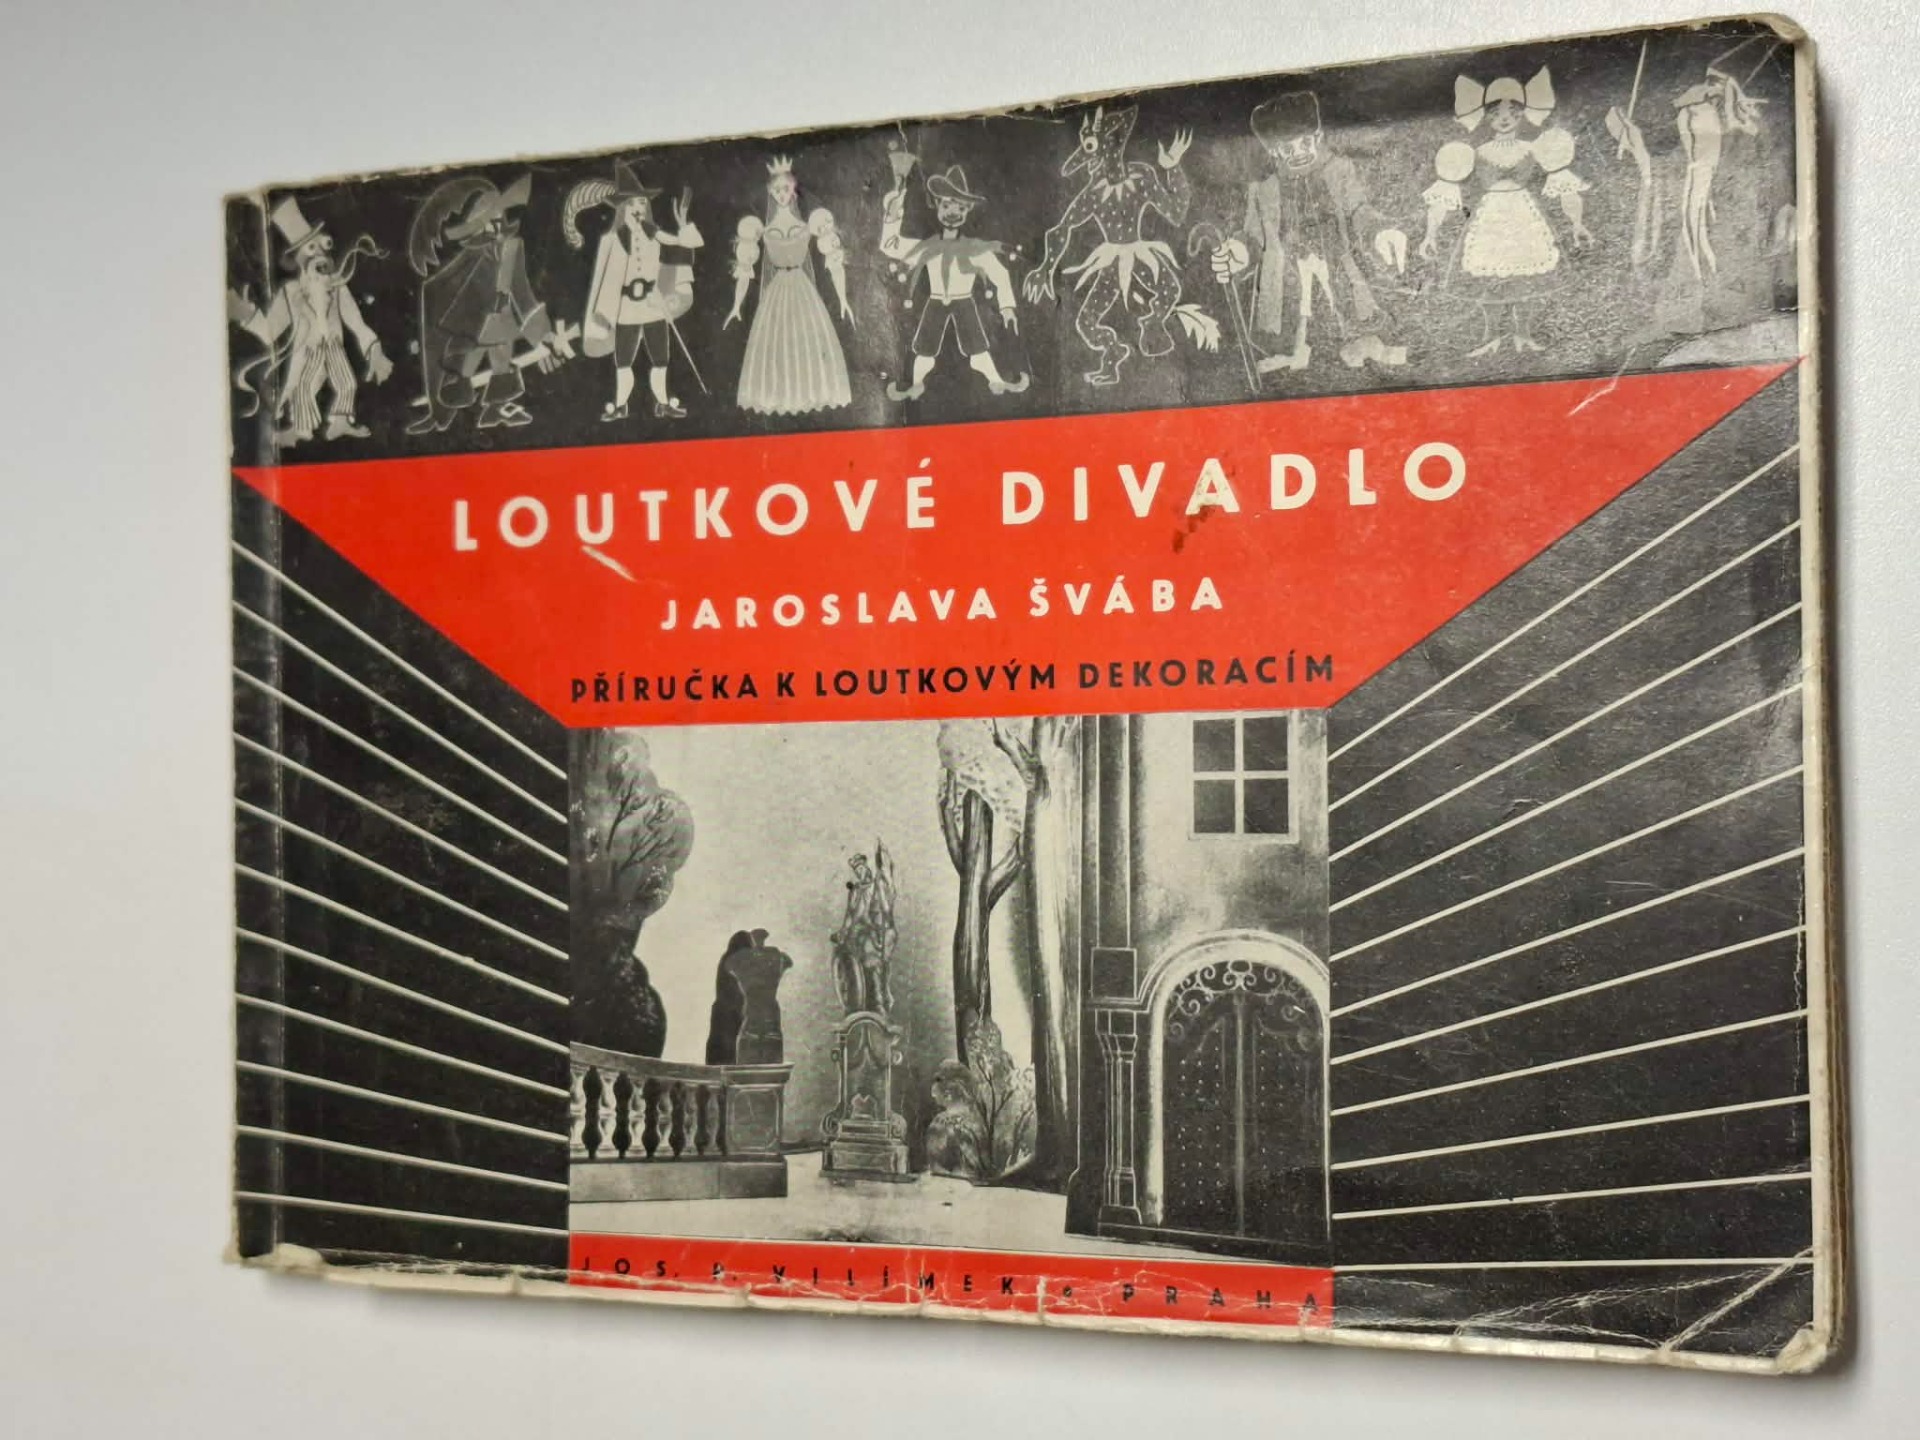 LOUTKOVÉ DIVADLO
JAROSLAVA ŠVÁBA
PŘÍRUČKA K LOUTKOVÝM DEKORACÍM
JOS. R. VILÍMEK • PRAHA